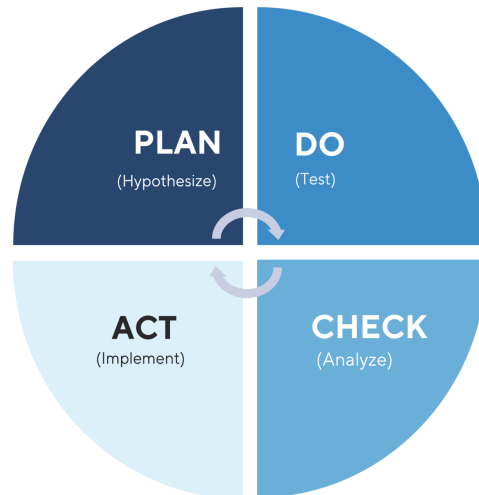 PLAN
(Hypothesize)
DO
(Test)
ACT
(Implement)
CHECK
(Analyze)